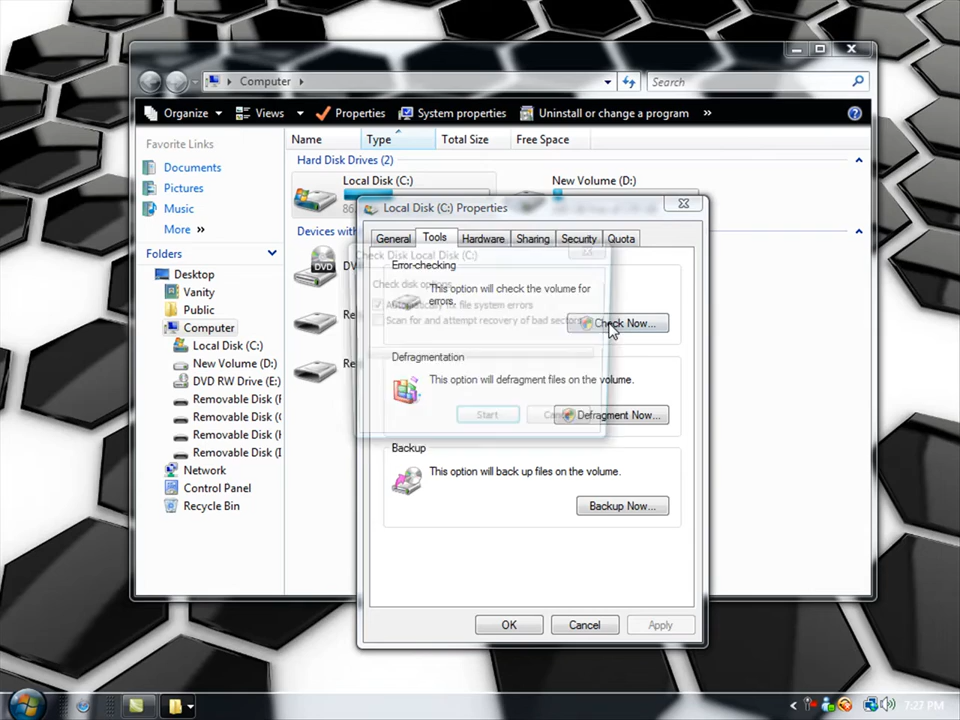 Computer
Search
Organize
Views
Properties
System properties
Uninstall or change a program
»
Favorite Links
Documents
Pictures
Music
More »
Folders
Desktop
Vanity
Public
Computer
Local Disk (C:)
New Volume (D:)
DVD RW Drive (E:)
Removable Disk (F
Removable Disk (
Removable Disk (
Removable Disk (
Network
Control Panel
Recycle Bin
Name
Type
Total Size
Free Space
Hard Disk Drives (2)
Local Disk (C:)
New Volume (D:)
Devices with
DV
Re
Re
Local Disk (C:) Properties
General
Tools
Hardware
Sharing
Security
Quota
Check Disk Local Disk (C:)
Check disk options
Automatically fix file system errors
Scan for and attempt recovery of bad sectors
Start
Error-checking
This option will check the volume for
errors.
Check Now...
Defragmentation
This option will defragment files on the volume.
Defragment Now...
Backup
This option will back up files on the volume.
Backup Now...
OK
Cancel
Apply
7:27 PM